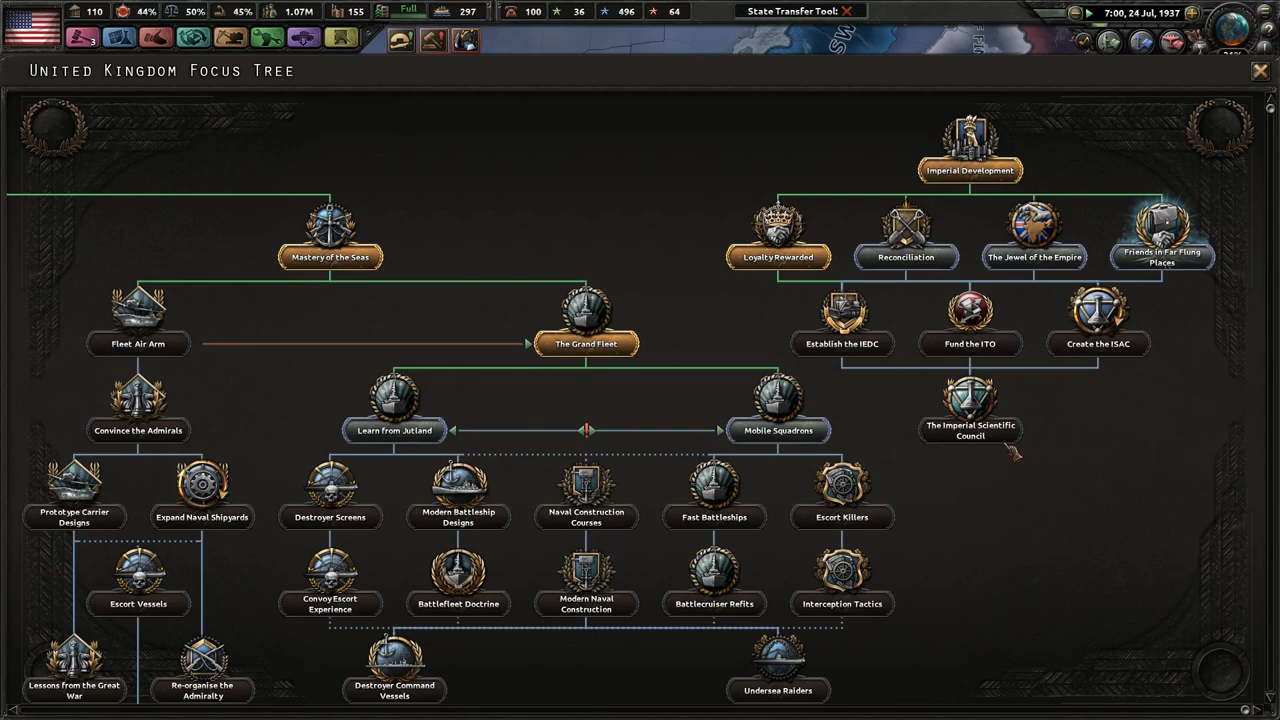 110 44% 50% 45% 1.07M 155 Full 297 100 36 496 64 State Transfer Tool: 7:00, 24 Jul, 1937
3
UNITED KINGDOM FOCUS TREE
Imperial Development
Mastery of the Seas
Loyalty Rewarded
Reconciliation
The Jewel of the Empire
Friends in Far Flung
Places
Fleet Air Arm
The Grand Fleet
Establish the IEDC
Fund the ITO
Create the ISAC
Convince the Admirals
Learn from Jutland
Mobile Squadrons
The Imperial Scientific
Council
Prototype Carrier
Designs
Expand Naval Shipyards
Destroyer Screens
Modern Battleship
Designs
Naval Construction
Courses
Fast Battleships
Escort Killers
Escort Vessels
Convoy Escort
Experience
Battlefleet Doctrine
Modern Naval
Construction
Battlecruiser Refits
Interception Tactics
Lessons from the Great
War
Re-organise the
Admiralty
Destroyer Command
Vessels
Undersea Raiders